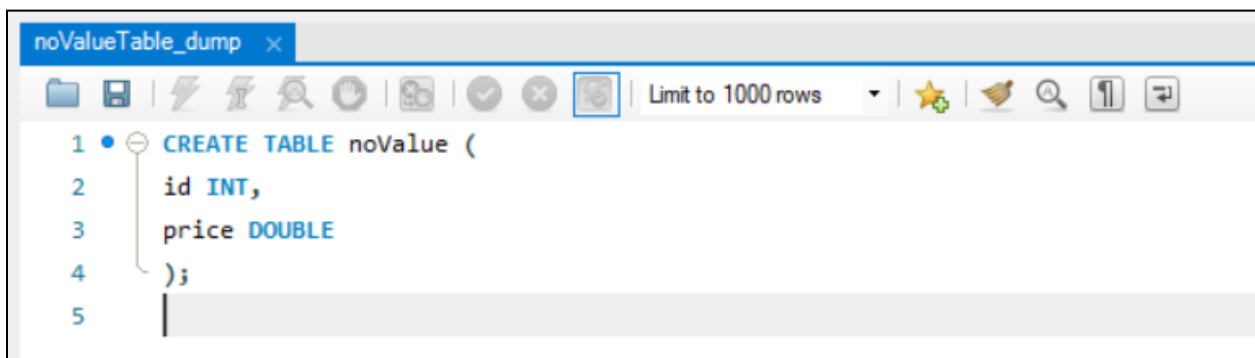 noValueTable_dump
Limit to 1000 rows
1 CREATE TABLE noValue (
2 id INT,
3 price DOUBLE
4 );
5